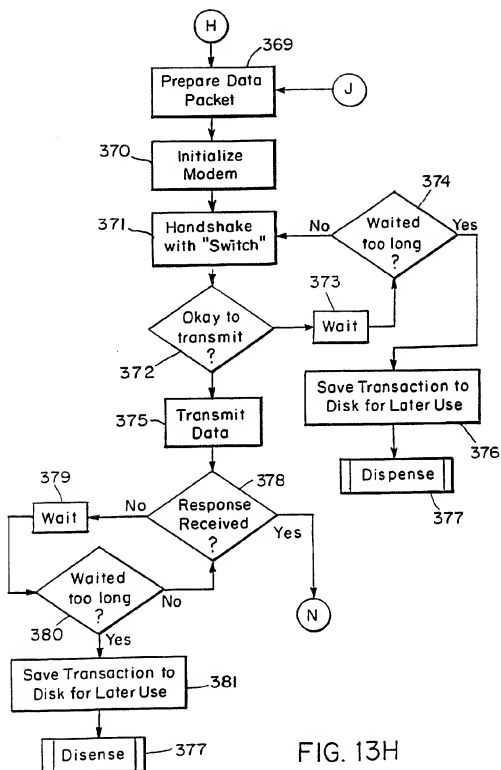 H
369
Prepare Data
Packet
J
370
Initialize
Modem
371
Handshake
with "Switch"
374
No
Waited
too long
?
Yes
372
Okay to
transmit
?
373
Wait
375
Transmit
Data
Save Transaction to
Disk for Later Use
376
Dispense
377
379
Wait
No
378
Response
Received
?
Yes
N
380
Waited
too long
?
No
Yes
Save Transaction to
Disk for Later Use
381
Disense
377
FIG. 13H